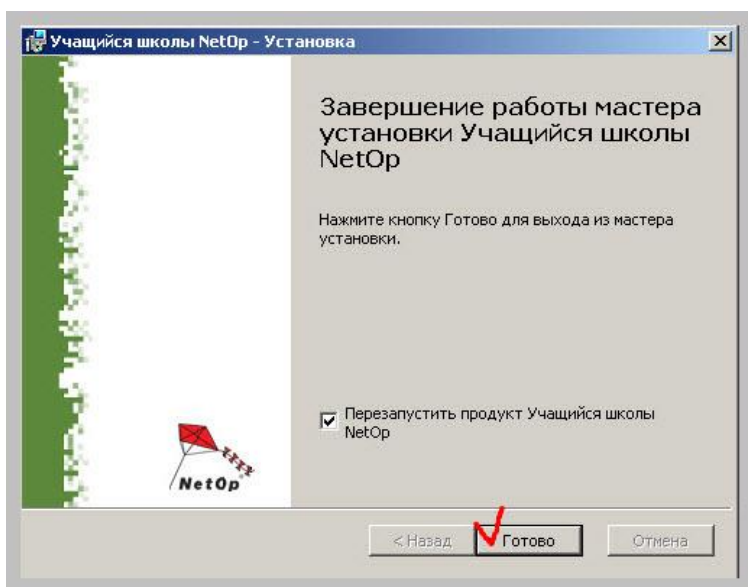 Учащийся школы NetOp - Установка
Завершение работы мастера
установки Учащийся школы
NetOp
Нажмите кнопку Готово для выхода из мастера
установки.
Перезапустить продукт Учащийся школы
NetOp
NetOp
< Назад Готово Отмена